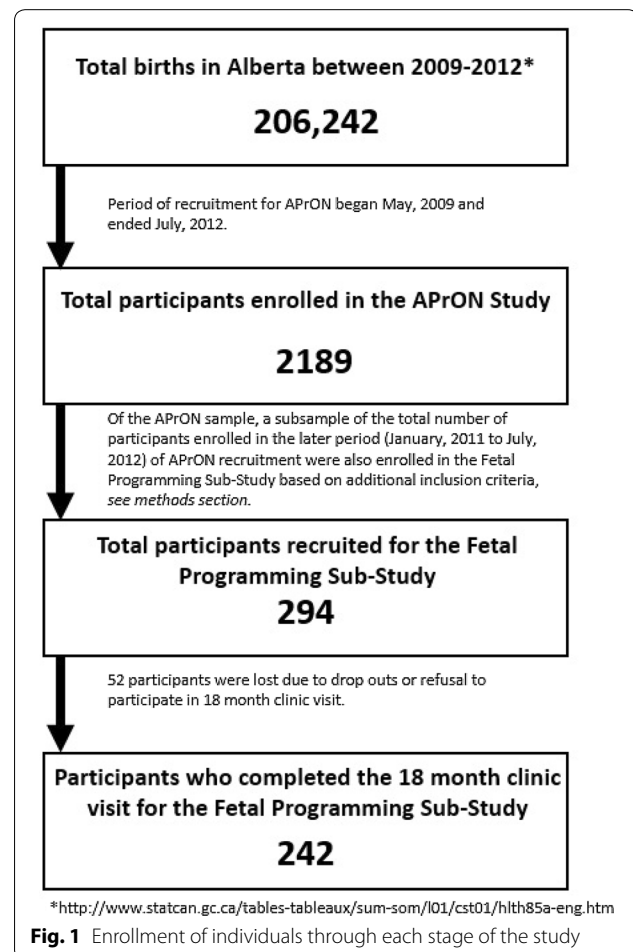 Total births in Alberta between 2009-2012*
206,242
Period of recruitment for APrON began May, 2009 and
ended July, 2012.
Total participants enrolled in the APrON Study
2189
Of the APrON sample, a subsample of the total number of
participants enrolled in the later period (January, 2011 to July,
2012) of APrON recruitment were also enrolled in the Fetal
Programming Sub-Study based on additional inclusion criteria,
see methods section.
Total participants recruited for the Fetal
Programming Sub-Study
294
52 participants were lost due to drop outs or refusal to
participate in 18 month clinic visit.
Participants who completed the 18 month clinic
visit for the Fetal Programming Sub-Study
242
*http://www.statcan.gc.ca/tables-tableaux/sum-som/l01/cst01/hlth85a-eng.htm
Fig. 1 Enrollment of individuals through each stage of the study